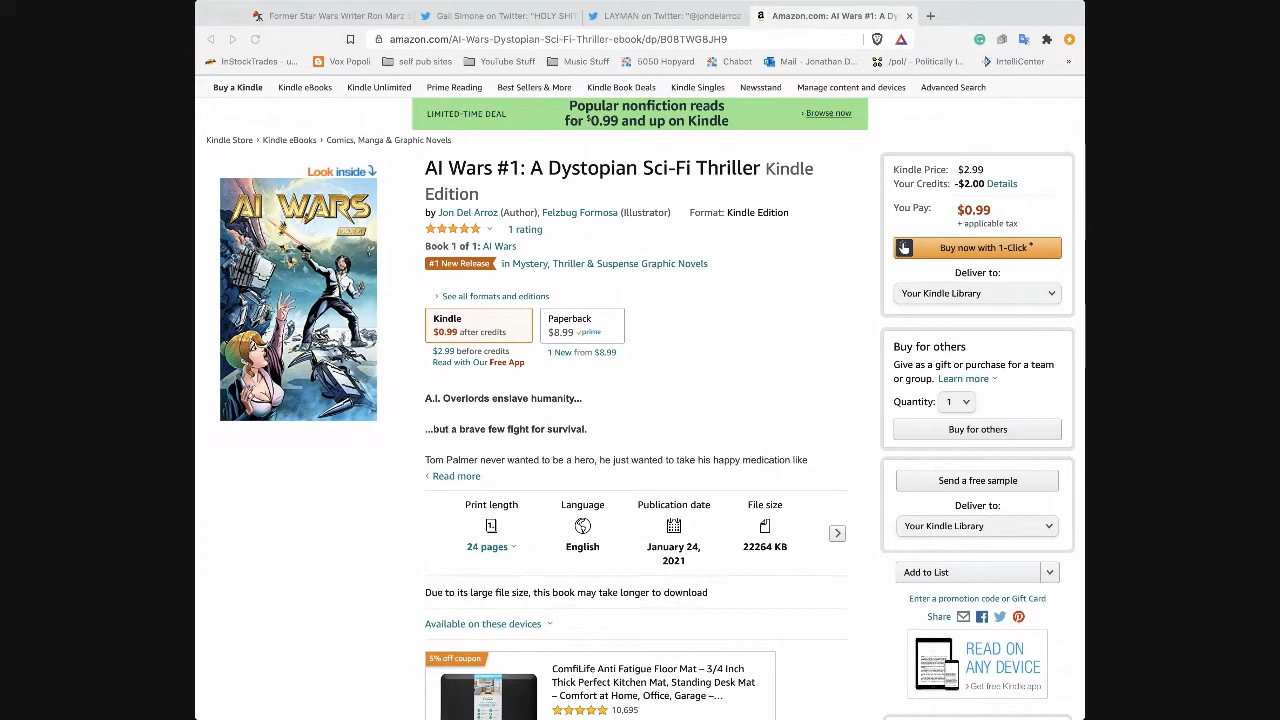 Former Star Wars Writer Ron Marz S
Gail Simone on Twitter: "HOLY SHIT
LAYMAN on Twitter: "@jondelarroz
Amazon.com: AI Wars #1: A Dy
amazon.com/AI-Wars-Dystopian-Sci-Fi-Thriller-ebook/dp/B08TWG8JH9
InStockTrades - u... Vox Popoli self pub sites YouTube Stuff Music Stuff 5050 Hopyard Chabot Mail - Jonathan D... /pol/ - Politically I... IntelliCenter »
Buy a Kindle Kindle eBooks Kindle Unlimited Prime Reading Best Sellers & More Kindle Book Deals Kindle Singles Newsstand Manage content and devices Advanced Search
LIMITED-TIME DEAL
Popular nonfiction reads
for $0.99 and up on Kindle
› Browse now
Kindle Store › Kindle eBooks › Comics, Manga & Graphic Novels
Look inside
AI WARS
AI Wars #1: A Dystopian Sci-Fi Thriller Kindle
Edition
by Jon Del Arroz (Author), Felzbug Formosa (Illustrator) Format: Kindle Edition
1 rating
Book 1 of 1: AI Wars
#1 New Release in Mystery, Thriller & Suspense Graphic Novels
› See all formats and editions
Kindle
$0.99 after credits
Paperback
$8.99 prime
$2.99 before credits
Read with Our Free App
1 New from $8.99
A.I. Overlords enslave humanity...
...but a brave few fight for survival.
Tom Palmer never wanted to be a hero, he just wanted to take his happy medication like
‹ Read more
Print length
24 pages
Language
English
Publication date
January 24,
2021
File size
22264 KB
Due to its large file size, this book may take longer to download
Available on these devices
5% off coupon
ComfiLife Anti Fatigue Floor Mat – 3/4 Inch
Thick Perfect Kitchen Mat, Standing Desk Mat
– Comfort at Home, Office, Garage –...
10,695
Kindle Price: $2.99
Your Credits: -$2.00 Details
You Pay: $0.99
+ applicable tax
Buy now with 1-Click ®
Deliver to:
Your Kindle Library
Buy for others
Give as a gift or purchase for a team
or group. Learn more
Quantity: 1
Buy for others
Send a free sample
Deliver to:
Your Kindle Library
Add to List
Enter a promotion code or Gift Card
Share
READ ON
ANY DEVICE
› Get free Kindle app